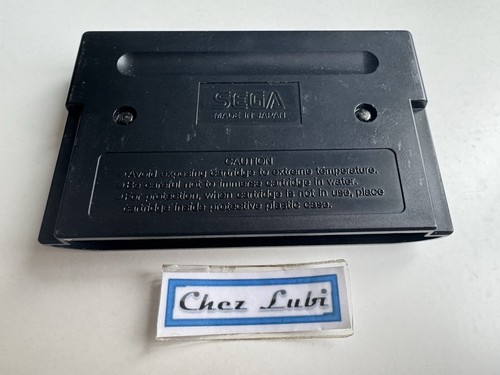 SEGA
MADE IN JAPAN
CAUTION
•Avoid exposing cartridge to extreme temperature.
•Be careful not to immerse cartridge in water.
•For protection, when cartridge is not in use, place
cartridge inside protective plastic case.
Chez Lubi